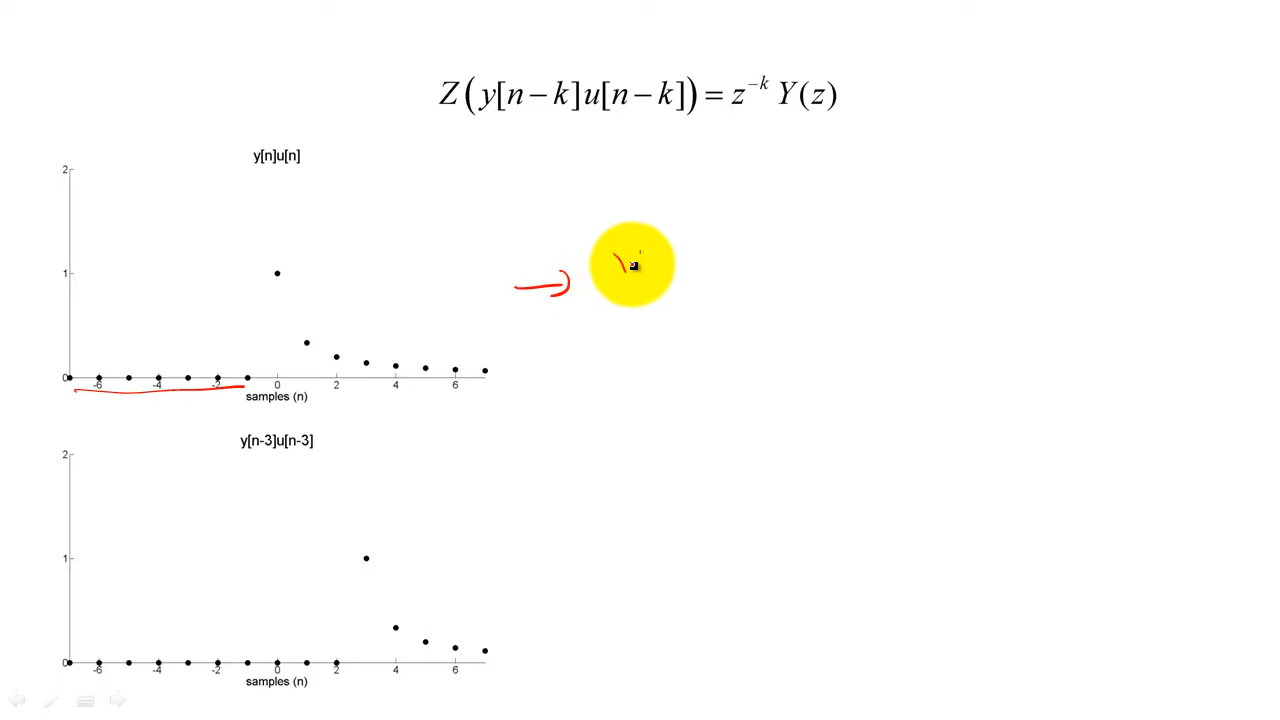 Z(y[n−k]u[n−k]) = z^{−k} Y(z)
y[n]u[n]
2
1
0
-6 -4 -2 0 2 4 6
samples (n)
y[n-3]u[n-3]
2
1
0
-6 -4 -2 0 2 4 6
samples (n)